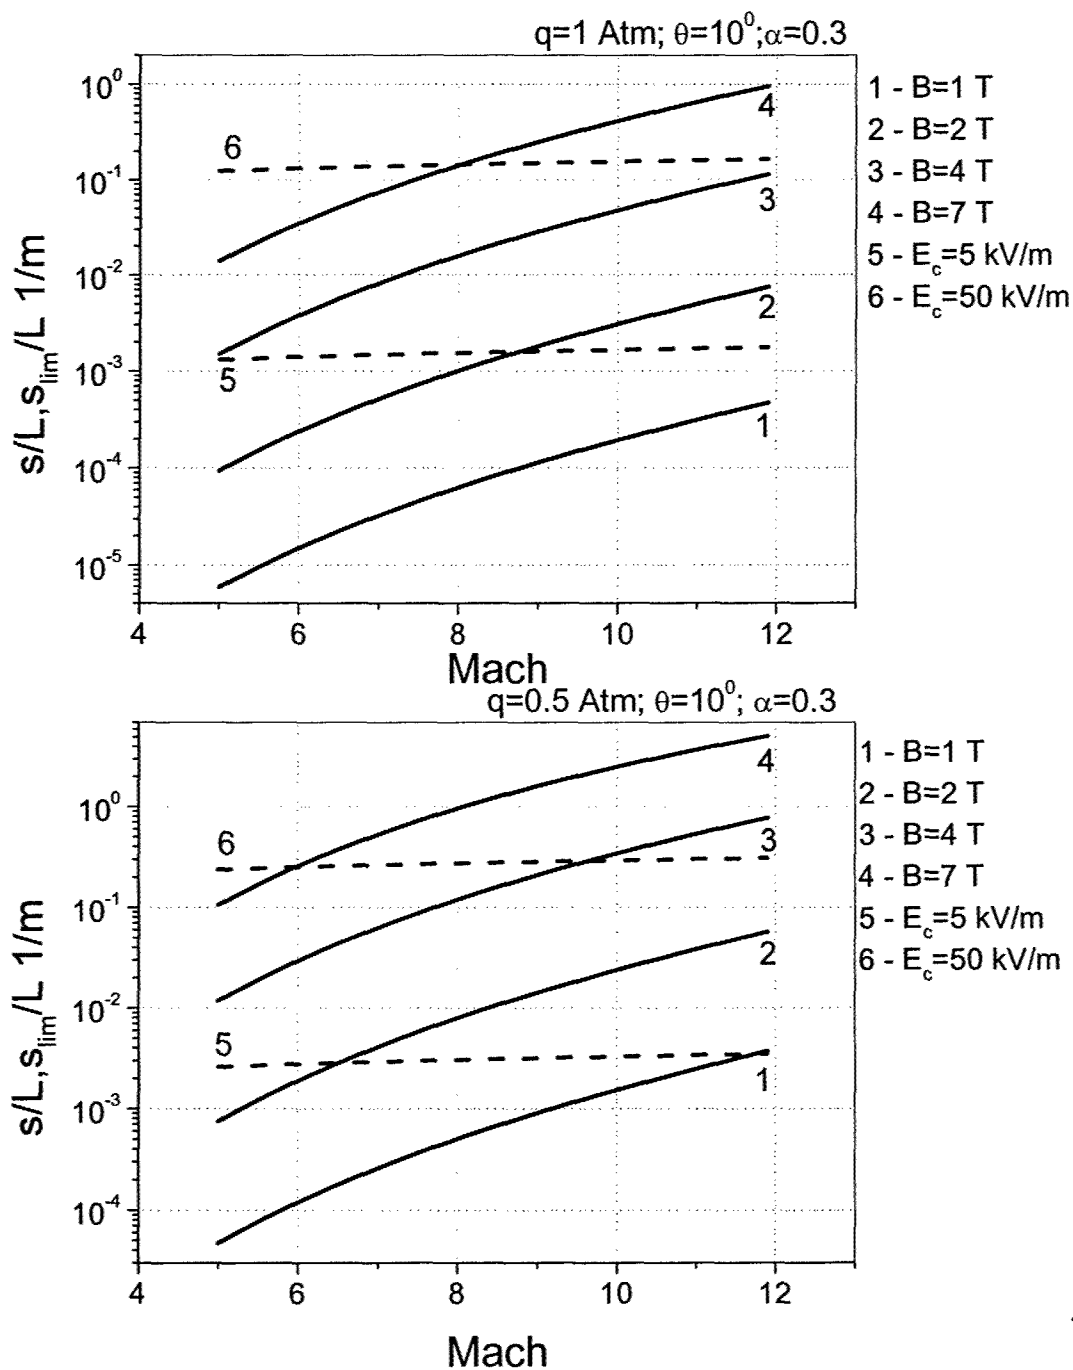 q=1 Atm; θ=10⁰;α=0.3
10⁰
10⁻¹
10⁻²
10⁻³
10⁻⁴
10⁻⁵
s/L,s_lim/L 1/m
6
4
3
5
2
1
1 - B=1 T
2 - B=2 T
3 - B=4 T
4 - B=7 T
5 - E_c=5 kV/m
6 - E_c=50 kV/m
4 6 8 10 12
Mach
q=0.5 Atm; θ=10⁰; α=0.3
10⁰
10⁻¹
10⁻²
10⁻³
10⁻⁴
s/L,s_lim/L 1/m
6
4
3
5
2
1
1 - B=1 T
2 - B=2 T
3 - B=4 T
4 - B=7 T
5 - E_c=5 kV/m
6 - E_c=50 kV/m
4 6 8 10 12
Mach